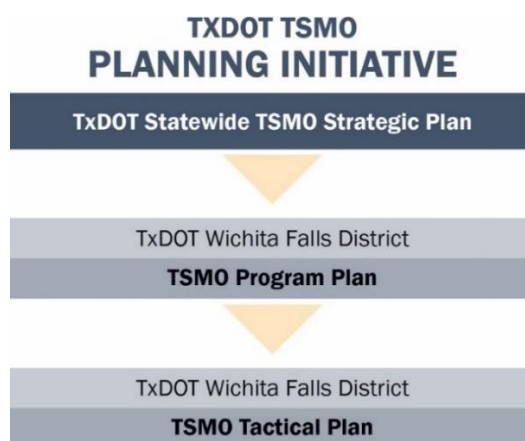 TXDOT TSMO
PLANNING INITIATIVE
TxDOT Statewide TSMO Strategic Plan
TxDOT Wichita Falls District
TSMO Program Plan
TxDOT Wichita Falls District
TSMO Tactical Plan